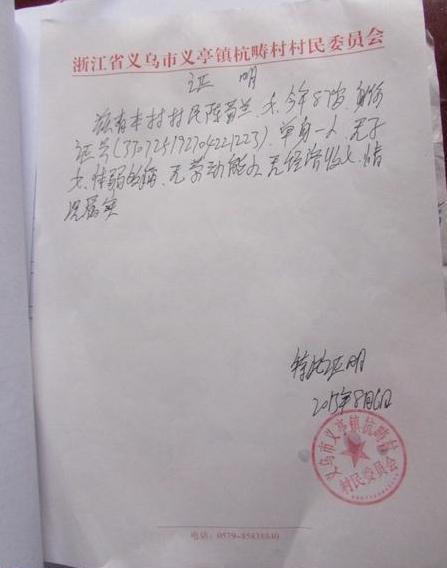 浙江省义乌市义亭镇杭畴村村民委员会
证 明
兹有本村村民陈菊兰、女、今年87岁、身份
证号(330725192704221223)、单身一人、无子
女、体弱多病、无劳动能力、无经济收入、情
况属实
特此证明
2015年8月6日
义乌市义亭镇杭畴村
村民委员会
电话：0579-85818840